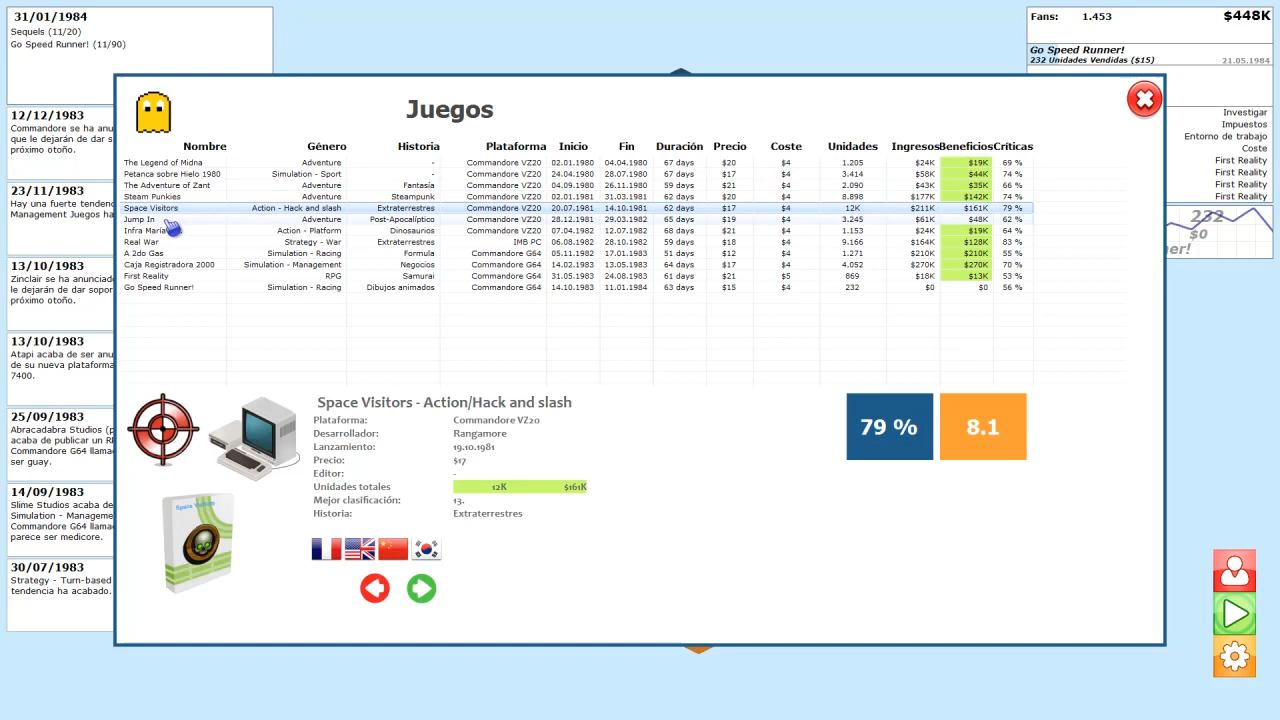 31/01/1984
Sequels (11/20)
Go Speed Runner! (11/90)
12/12/1983
Commandore se ha anu
que le dejarán de dar s
próximo otoño.
23/11/1983
Hay una fuerte tendenc
Management Juegos ha
13/10/1983
Zinclair se ha anunciad
le dejarán de dar sopor
próximo otoño.
13/10/1983
Atapi acaba de ser anu
de su nueva plataforma
7400.
25/09/1983
Abracadabra Studios (p
acaba de publicar un RP
Commandore G64 llama
ser guay.
14/09/1983
Slime Studios acaba de
Simulation - Manageme
Commandore G64 llama
parece ser medicore.
30/07/1983
Strategy - Turn-based
tendencia ha acabado.
Fans: 1.453 $448K
Go Speed Runner!
232 Unidades Vendidas ($15) 21.05.1984
Investigar
Impuestos
Entorno de trabajo
Coste
First Reality
First Reality
First Reality
First Reality
232
$0
er!
Juegos
Nombre Género Historia Plataforma Inicio Fin Duración Precio Coste Unidades Ingresos Beneficios Críticas
The Legend of Midna Adventure - Commandore VZ20 02.01.1980 04.04.1980 67 days $20 $4 1.205 $24K $19K 69 %
Petanca sobre Hielo 1980 Simulation - Sport - Commandore VZ20 24.04.1980 28.07.1980 67 days $17 $4 3.414 $58K $44K 74 %
The Adventure of Zant Adventure Fantasía Commandore VZ20 04.09.1980 26.11.1980 59 days $21 $4 2.090 $43K $35K 66 %
Steam Punkies Adventure Steampunk Commandore VZ20 02.01.1981 31.03.1981 62 days $20 $4 8.898 $177K $142K 74 %
Space Visitors Action - Hack and slash Extraterrestres Commandore VZ20 20.07.1981 14.10.1981 62 days $17 $4 12K $211K $161K 79 %
Jump In Adventure Post-Apocalíptico Commandore VZ20 28.12.1981 29.03.1982 65 days $19 $4 3.245 $61K $48K 62 %
Infra María Action - Platform Dinosaurios Commandore VZ20 07.04.1982 12.07.1982 68 days $21 $4 1.153 $24K $19K 64 %
Real War Strategy - War Extraterrestres IMB PC 06.08.1982 28.10.1982 59 days $18 $4 9.166 $164K $128K 83 %
A 2do Gas Simulation - Racing Formula Commandore G64 05.11.1982 17.01.1983 51 days $12 $4 1.271 $210K $210K 55 %
Caja Registradora 2000 Simulation - Management Negocios Commandore G64 14.02.1983 13.05.1983 64 days $17 $4 4.052 $270K $270K 70 %
First Reality RPG Samurai Commandore G64 31.05.1983 24.08.1983 61 days $21 $5 869 $18K $13K 53 %
Go Speed Runner! Simulation - Racing Dibujos animados Commandore G64 14.10.1983 11.01.1984 63 days $15 $4 232 $0 $0 56 %
Space Visitors - Action/Hack and slash
Plataforma: Commandore VZ20
Desarrollador: Rangamore
Lanzamiento: 19.10.1981
Precio: $17
Editor: -
Unidades totales 12K $161K
Mejor clasificación: 13.
Historia: Extraterrestres
79 %
8.1
Space Visitors